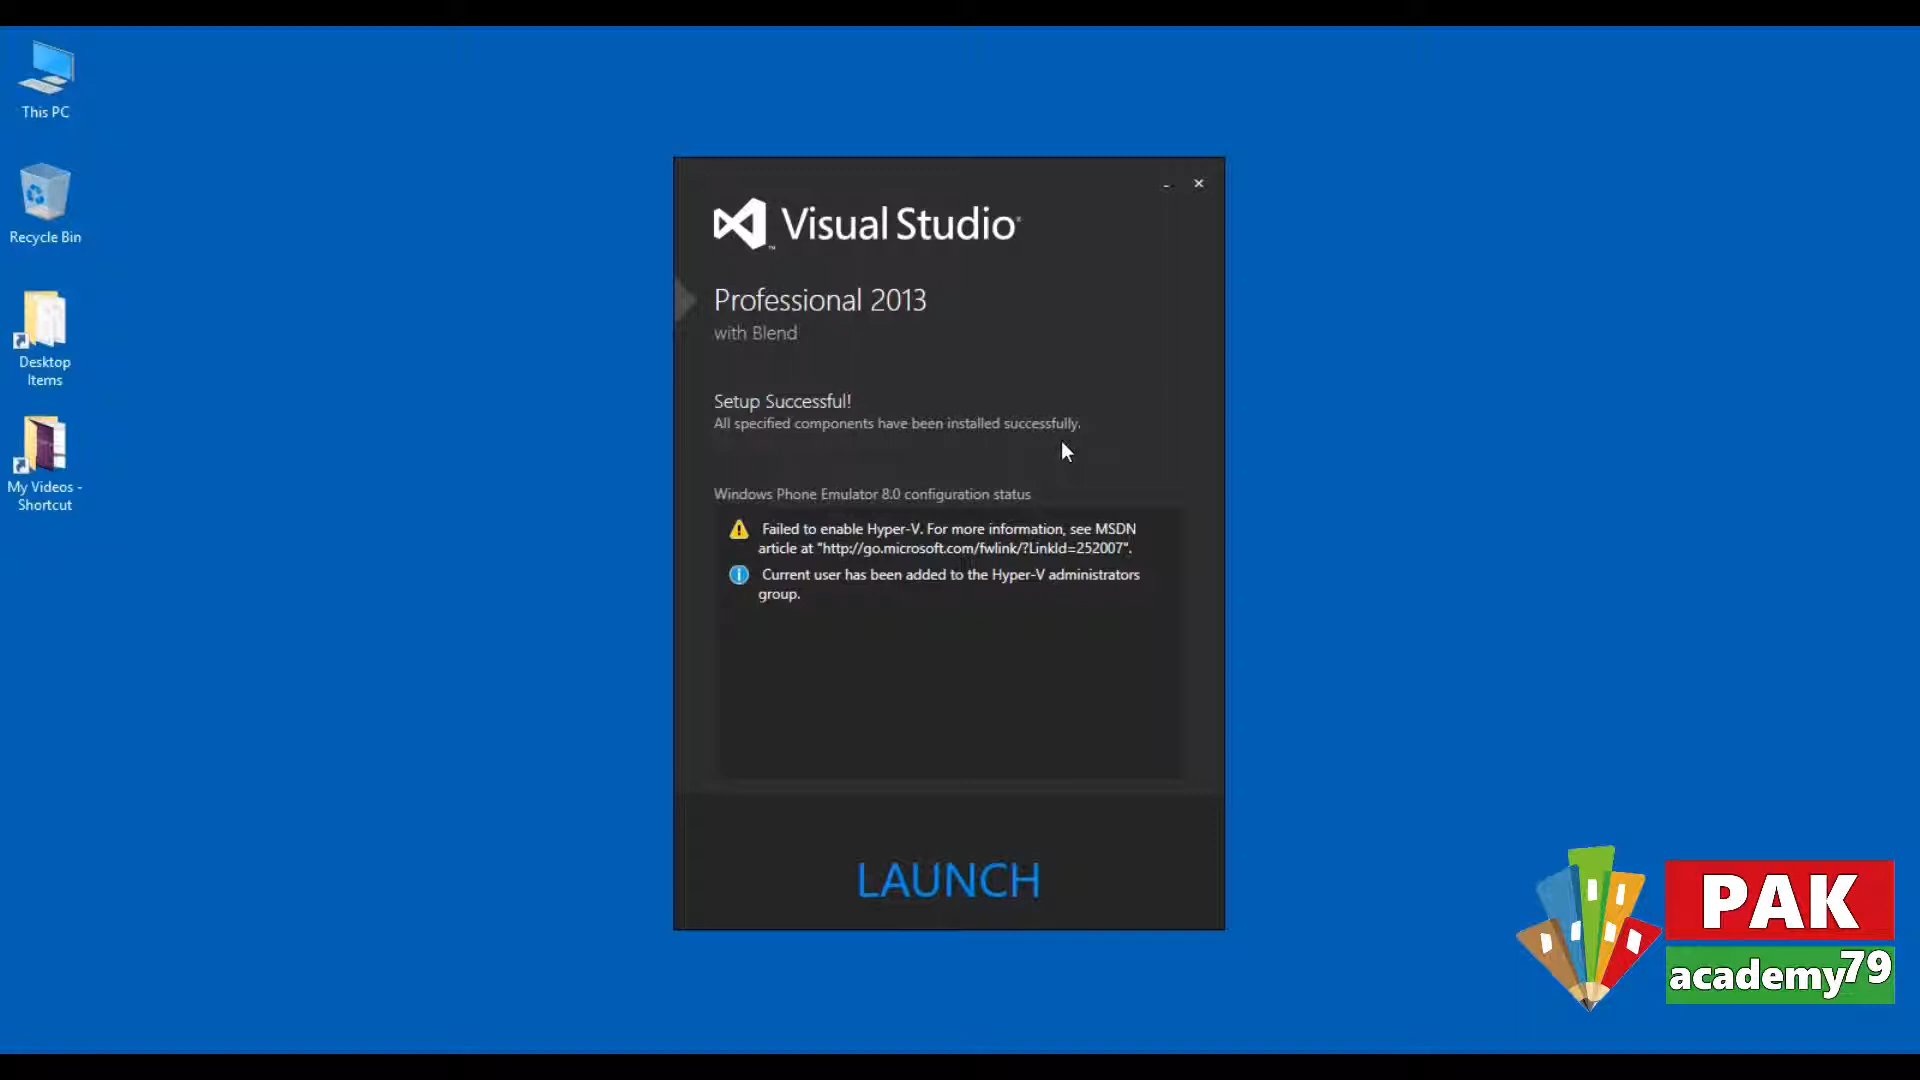 This PC
Recycle Bin
Desktop
Items
My Videos -
Shortcut
Visual Studio
Professional 2013
with Blend
Setup Successful!
All specified components have been installed successfully.
Windows Phone Emulator 8.0 configuration status
Failed to enable Hyper-V. For more information, see MSDN
article at "http://go.microsoft.com/fwlink/?LinkId=252007".
Current user has been added to the Hyper-V administrators
group.
LAUNCH
PAK
academy79